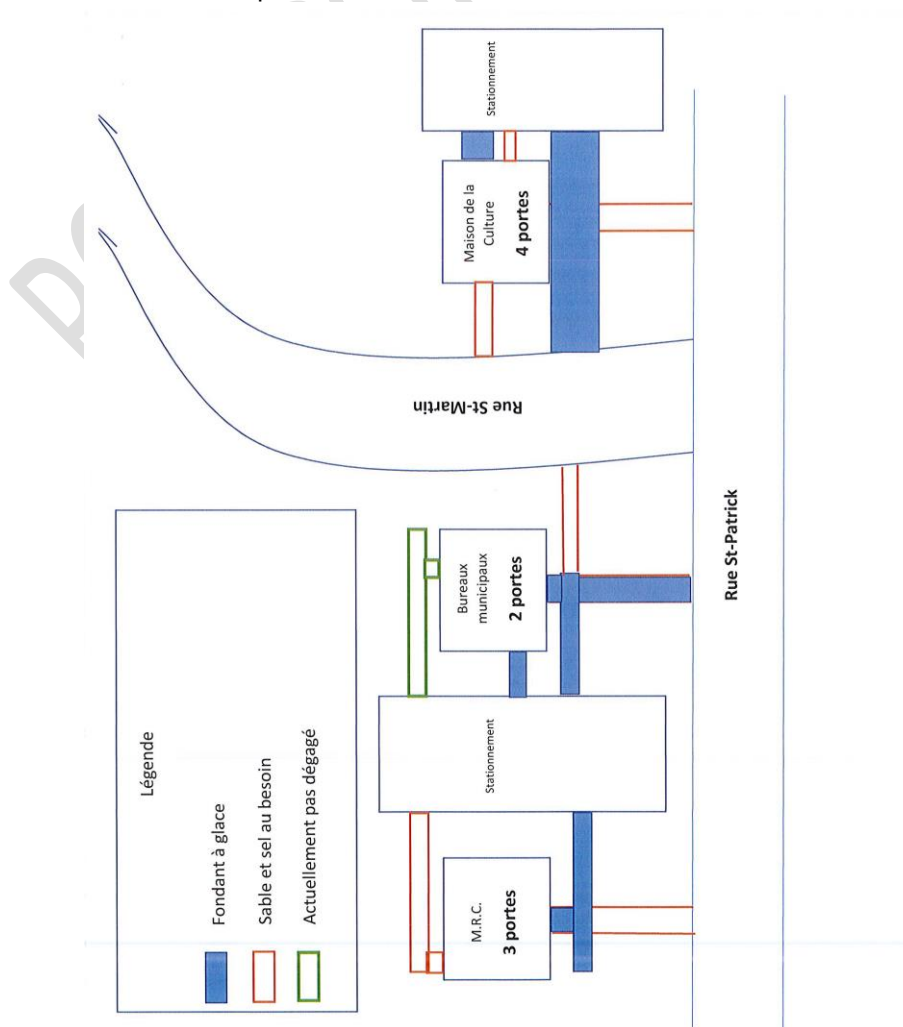 Stationnement
Maison de la
Culture
4 portes
Rue St-Martin
Rue St-Patrick
Bureaux
municipaux
2 portes
Stationnement
M.R.C.
3 portes
Légende
Fondant à glace
Sable et sel au besoin
Actuellement pas dégagé